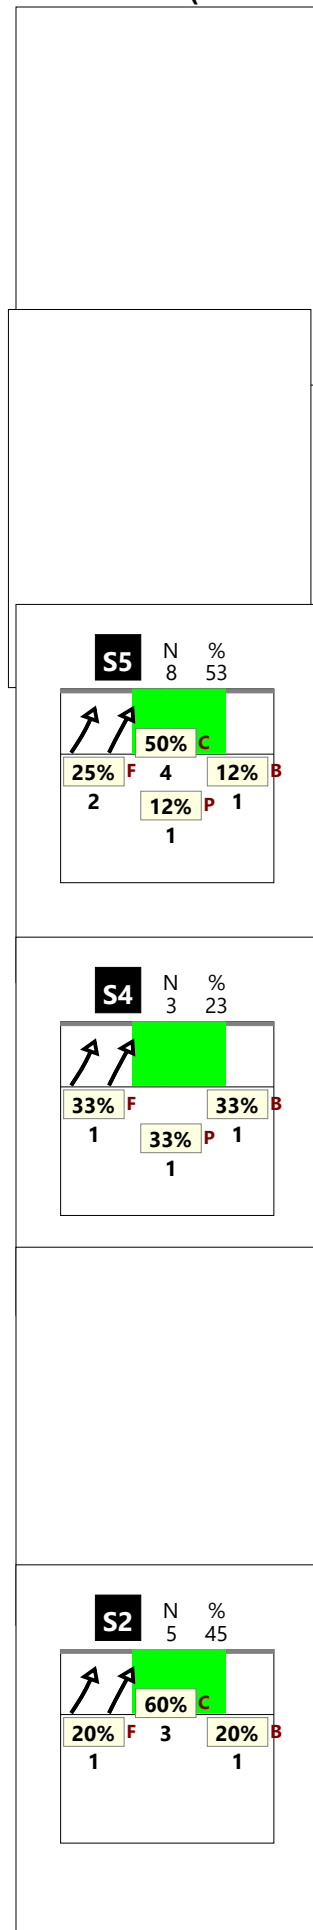 S5 N %
8 53
50% C
25% F 4 12% B
2 12% P 1
1
S4 N %
3 23
33% F 33% B
1 33% P 1
1
S2 N %
5 45
60% C
20% F 3 20% B
1 1